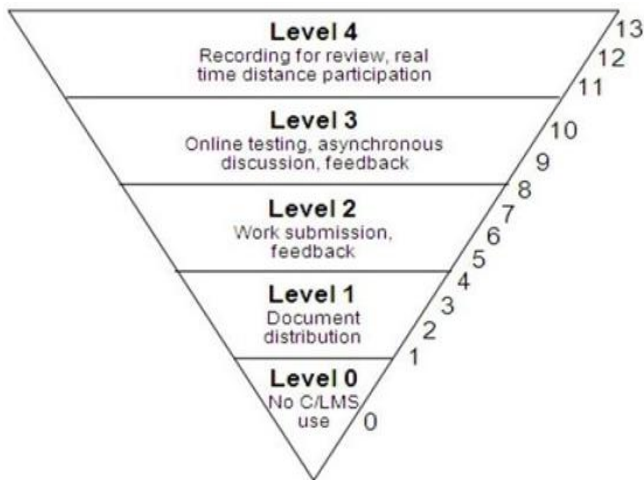 Level 4
Recording for review, real
time distance participation
13
12
11
Level 3
Online testing, asynchronous
discussion, feedback
10
9
8
Level 2
Work submission,
feedback
7
6
5
Level 1
Document
distribution
4
3
2
1
Level 0
No C/LMS
use
0